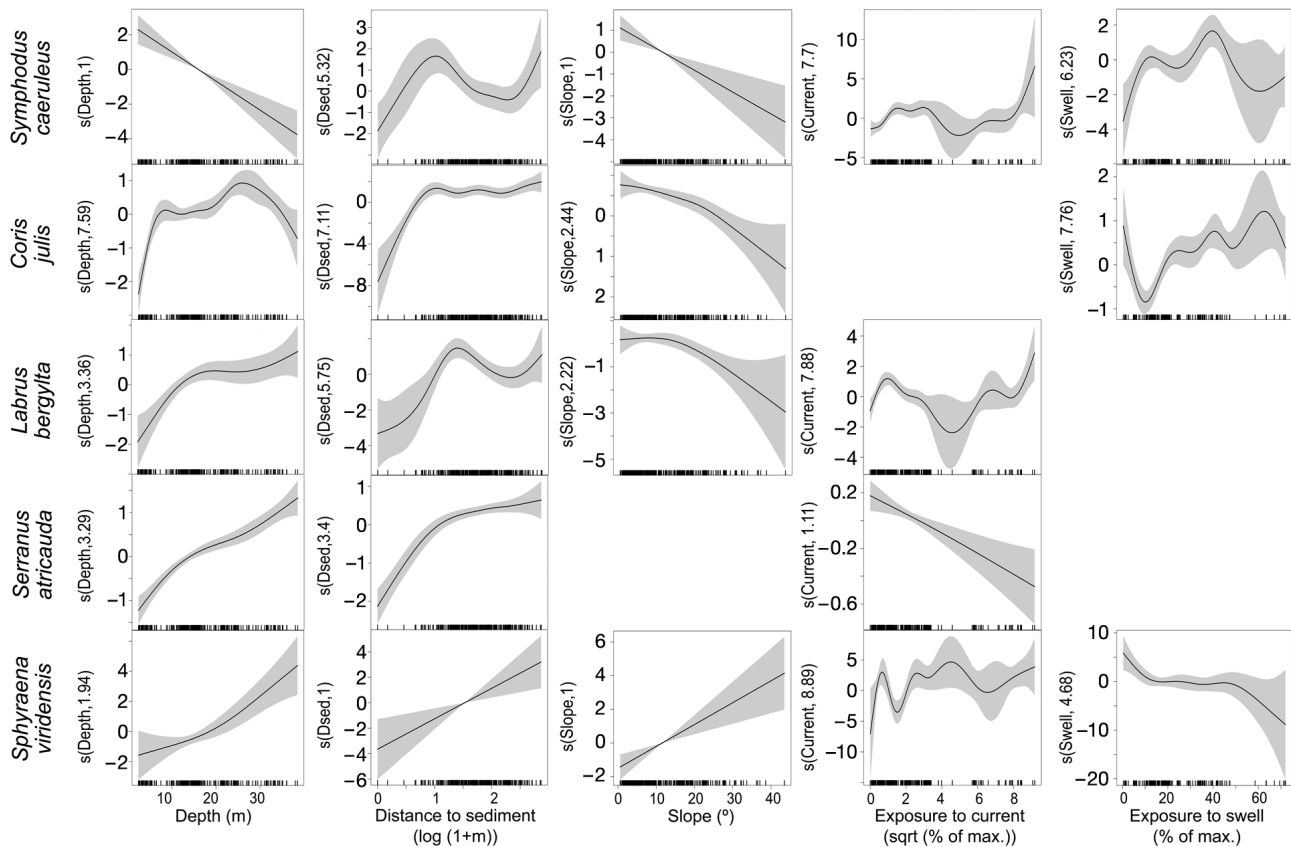 Symphodus
caeruleus
s(Depth,1)
2
0
−2
−4
s(Dsed,5.32)
3
2
1
0
−1
−2
s(Slope,1)
1
0
−1
−2
−3
−4
−5
s(Current, 7.7)
10
5
0
−5
s(Swell, 6.23)
2
0
−2
−4
Coris
julis
s(Depth,7.59)
1
0
−1
−2
s(Dsed,7.11)
2
0
−2
−4
−8
s(Slope,2.44)
0
1
2
s(Swell, 7.76)
2
1
0
−1
Labrus
bergylta
s(Depth,3.36)
1
0
−1
−2
s(Dsed,5.75)
2
0
−2
−4
s(Slope,2.22)
−1
−3
−5
s(Current, 7.88)
4
2
0
−2
−4
Serranus
atricauda
s(Depth,3.29)
1
0
−1
s(Dsed,3.4)
1
0
−1
−2
s(Current, 1.11)
0.2
−0.2
−0.6
Sphyraena
viridensis
s(Depth,1.94)
4
2
0
−2
s(Dsed,1)
4
2
0
−2
−4
−6
s(Slope,1)
6
4
2
0
−2
s(Current, 8.89)
5
0
−5
−10
s(Swell, 4.68)
10
0
−10
−20
10 20 30
0 1 2
0 10 20 30 40
0 2 4 6 8
0 20 40 60
Depth (m)
Distance to sediment
(log (1+m))
Slope (º)
Exposure to current
(sqrt (% of max.))
Exposure to swell
(% of max.)